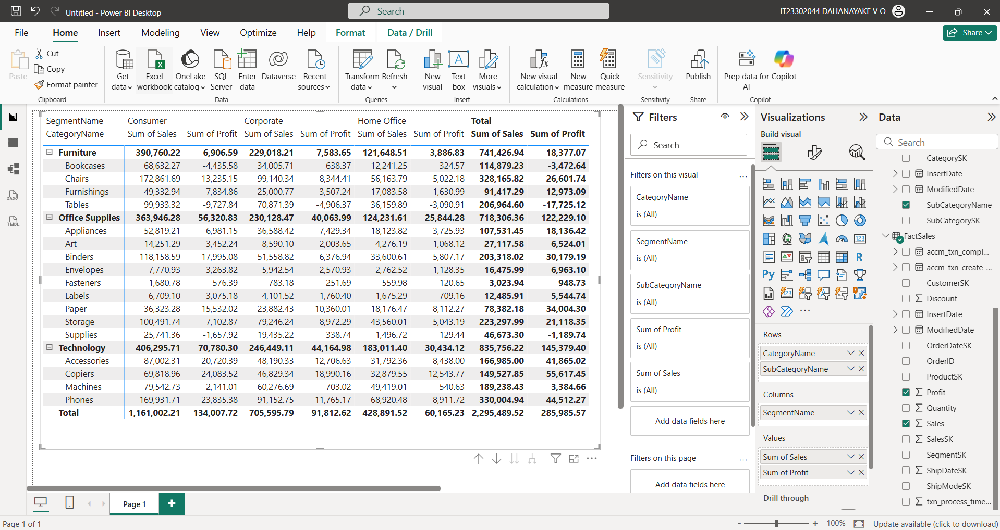 Untitled - Power BI Desktop
Search
IT23302044 DAHANAYAKE V O
File Home Insert Modeling View Optimize Help Format Data / Drill
Share
Paste
Cut
Copy
Format painter
Clipboard
Get data
Excel workbook
OneLake catalog
SQL Server
Enter data
Dataverse
Recent sources
Data
Transform data
Refresh
Queries
New visual
Text box
More visuals
Insert
New visual calculation
New measure
Quick measure
Calculations
Sensitivity
Sensitivity
Publish
Share
Prep data for AI
Copilot
Copilot
SegmentName Consumer Corporate Home Office Total
CategoryName Sum of Sales Sum of Profit Sum of Sales Sum of Profit Sum of Sales Sum of Profit Sum of Sales Sum of Profit
Furniture 390,760.22 6,906.59 229,018.21 7,583.65 121,648.51 3,886.83 741,426.94 18,377.07
Bookcases 68,632.27 -4,435.58 34,005.71 638.37 12,241.25 324.57 114,879.23 -3,472.64
Chairs 172,861.69 13,235.15 99,140.34 8,344.41 56,163.79 5,022.18 328,165.82 26,601.74
Furnishings 49,332.94 7,834.86 25,000.77 3,507.24 17,083.58 1,630.99 91,417.29 12,973.09
Tables 99,933.32 -9,727.84 70,871.39 -4,906.37 36,159.89 -3,090.91 206,964.60 -17,725.12
Office Supplies 363,946.28 56,320.83 230,128.47 40,063.99 124,231.61 25,844.28 718,306.36 122,229.10
Appliances 52,819.21 6,981.15 36,588.42 7,429.34 18,123.82 3,725.93 107,531.45 18,136.42
Art 14,251.29 3,452.24 8,590.10 2,003.65 4,276.19 1,068.12 27,117.58 6,524.01
Binders 118,158.59 17,995.08 51,558.82 6,376.94 33,600.61 5,807.17 203,318.02 30,179.19
Envelopes 7,770.93 3,263.82 5,942.54 2,570.93 2,762.52 1,128.35 16,475.99 6,963.10
Fasteners 1,680.78 576.39 783.18 251.69 559.98 120.65 3,023.94 948.73
Labels 6,709.10 3,075.18 4,101.52 1,760.40 1,675.29 709.16 12,485.91 5,544.74
Paper 36,323.28 15,532.02 23,882.43 10,360.01 18,176.47 8,112.27 78,382.18 34,004.30
Storage 100,491.74 7,102.87 79,246.24 8,972.29 43,560.01 5,043.19 223,297.99 21,118.35
Supplies 25,741.36 -1,657.92 19,435.22 338.74 1,496.72 129.44 46,673.30 -1,189.74
Technology 406,295.71 70,780.30 246,449.11 44,164.98 183,011.40 30,434.12 835,756.22 145,379.40
Accessories 87,002.31 20,720.39 48,190.33 12,706.63 31,792.36 8,438.00 166,985.00 41,865.02
Copiers 69,818.96 24,083.52 46,829.34 18,990.16 32,879.55 12,543.77 149,527.85 55,617.45
Machines 79,542.73 2,141.01 60,276.69 703.02 49,419.01 540.63 189,238.43 3,384.66
Phones 169,931.71 23,835.38 91,152.75 11,765.17 68,920.48 8,911.72 330,004.94 44,512.27
Total 1,161,002.21 134,007.72 705,595.79 91,812.62 428,891.52 60,165.23 2,295,489.52 285,985.57
DAX
TMDL
Filters
Search
Filters on this visual ...
CategoryName
is (All)
SegmentName
is (All)
SubCategoryName
is (All)
Sum of Profit
is (All)
Sum of Sales
is (All)
Add data fields here
Filters on this page ...
Add data fields here
Visualizations
Build visual
123
R
Py
123
...
Rows
CategoryName
SubCategoryName
Columns
SegmentName
Values
Sum of Sales
Sum of Profit
Drill through
Data
Search
CategorySK
InsertDate
ModifiedDate
SubCategoryName
SubCategorySK
FactSales
accm_txn_compl...
accm_txn_create_...
CustomerSK
Discount
InsertDate
ModifiedDate
OrderDateSK
OrderID
ProductSK
Profit
Quantity
Sales
SalesSK
SegmentSK
ShipDateSK
ShipModeSK
txn_process_time...
Page 1
+
Page 1 of 1
- + 100%
Update available (click to download)